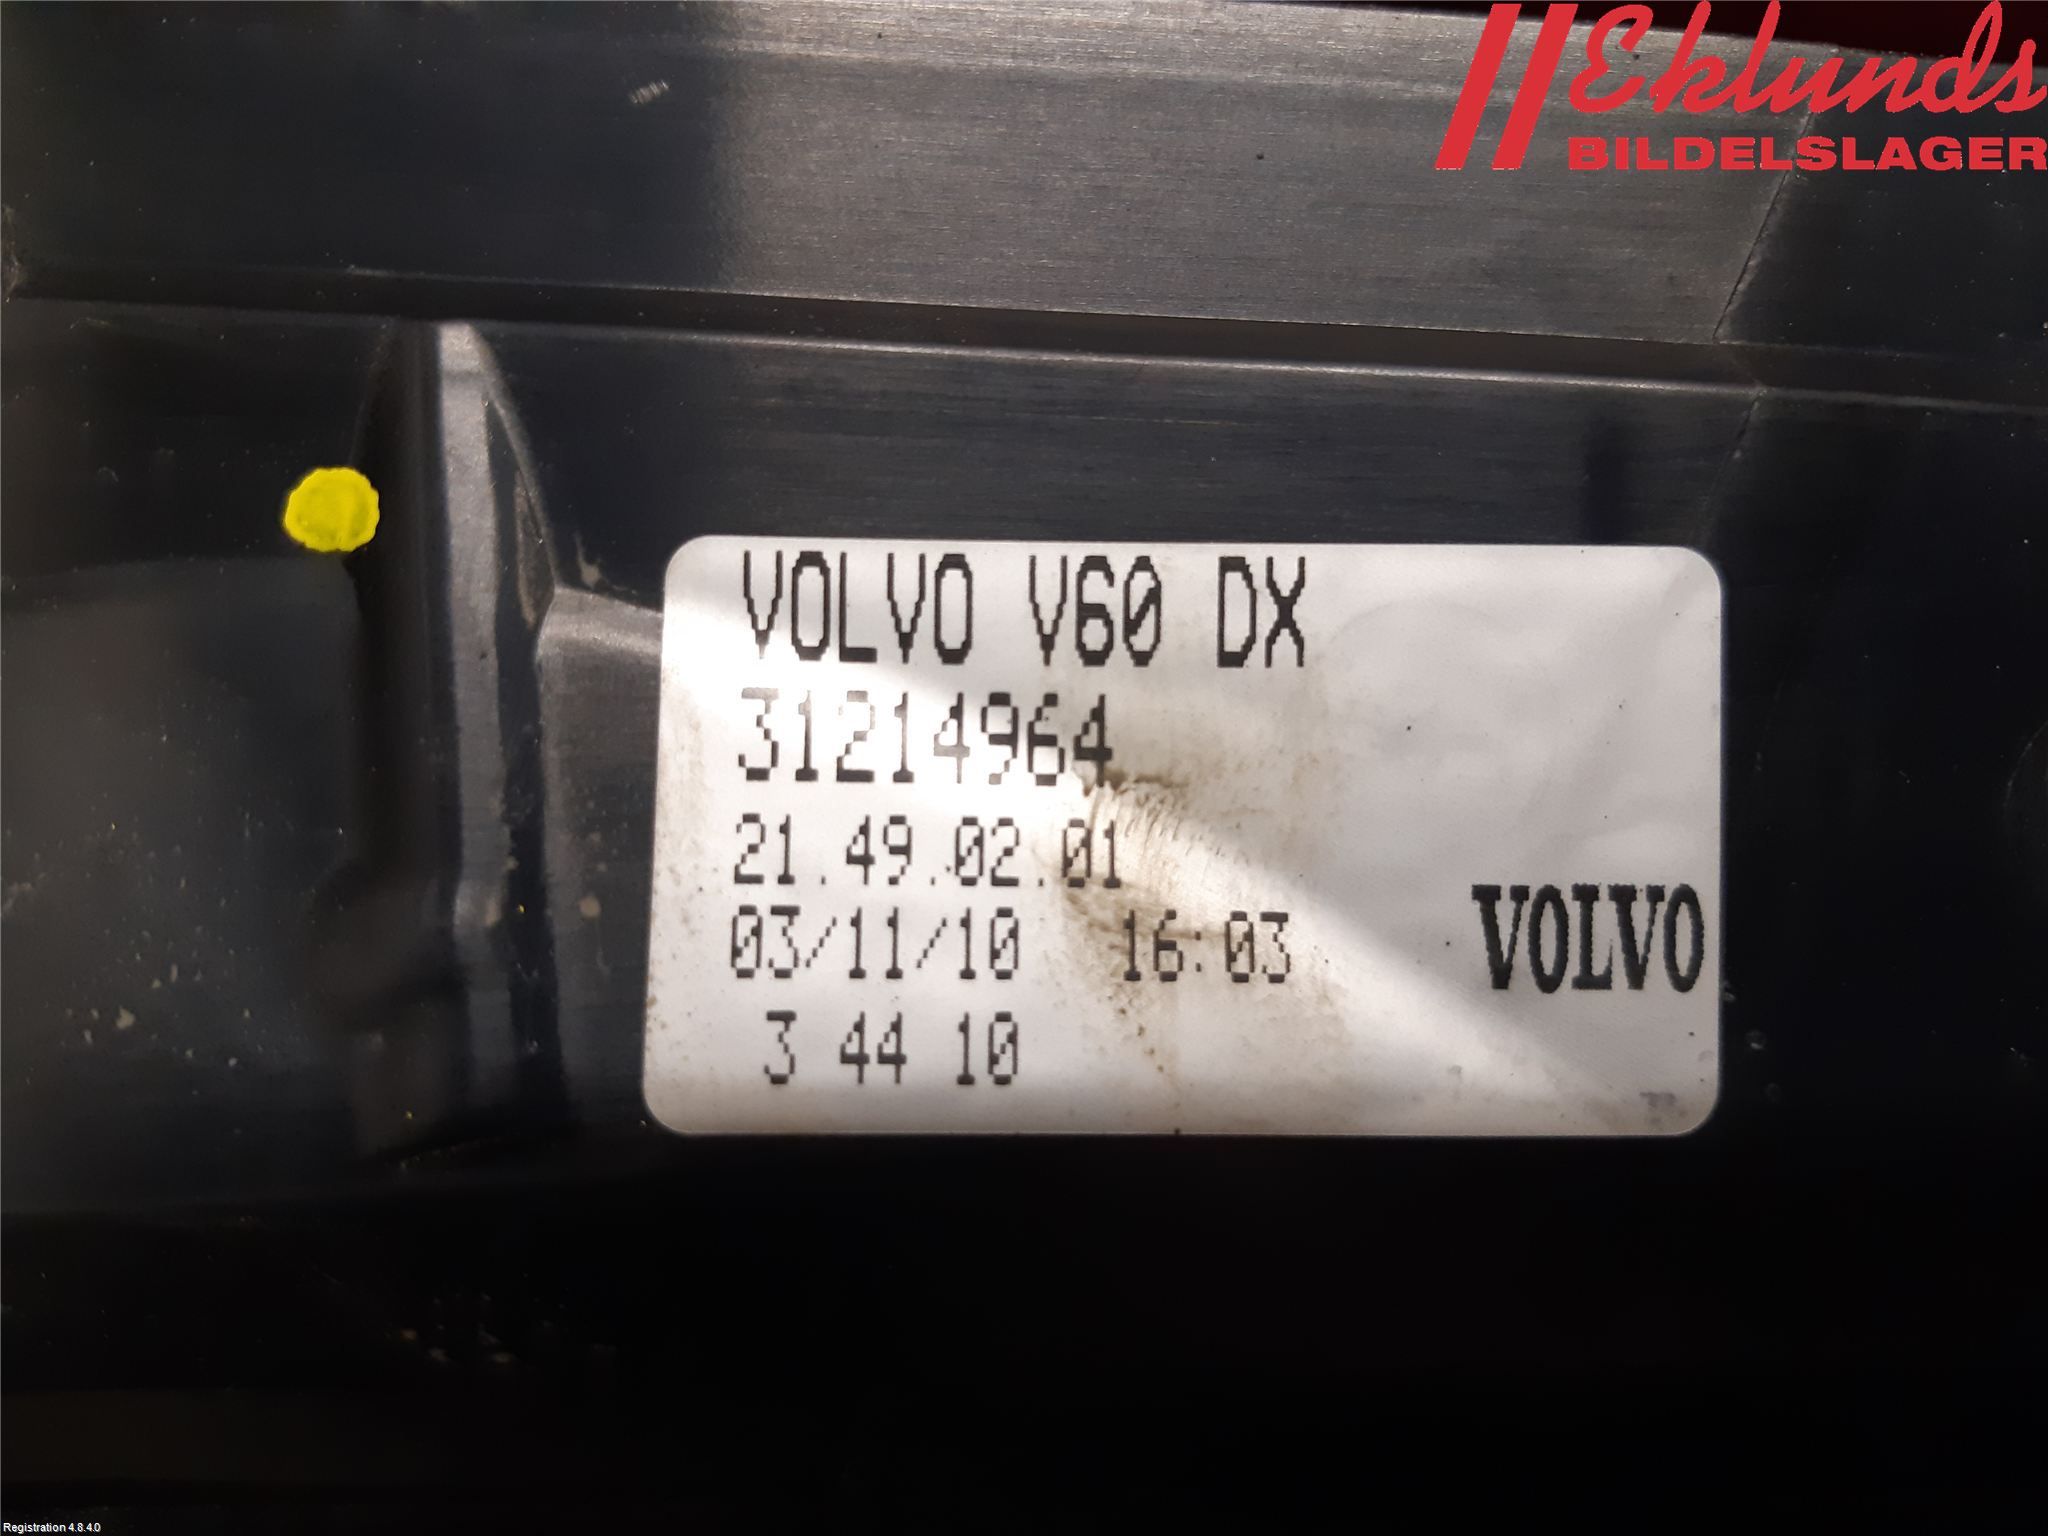 Eklunds
BILDELSLAGER
VOLVO V60 DX
31214964
21.49.02.01
03/11/10 16:03
VOLVO
3 44 10
Registration 4.8.4.0